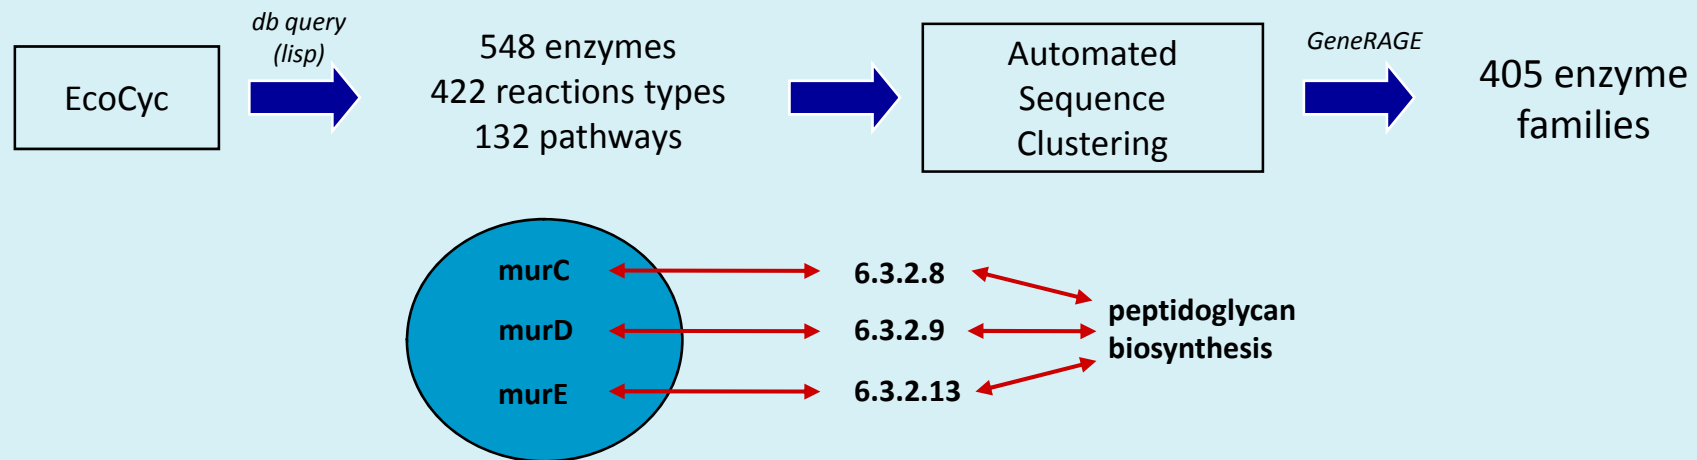 EcoCyc
db query
(lisp)
548 enzymes
422 reactions types
132 pathways
Automated
Sequence
Clustering
GeneRAGE
405 enzyme
families
murC
6.3.2.8
murD
6.3.2.9
murE
6.3.2.13
peptidoglycan
biosynthesis